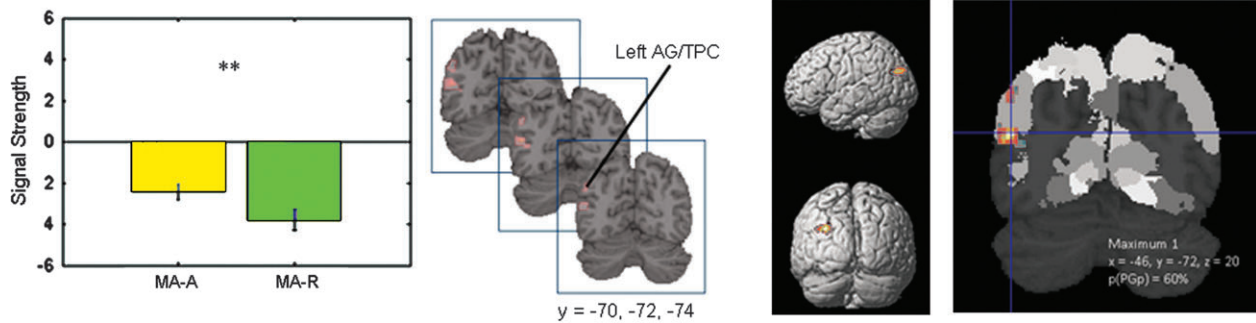 Signal Strength
6
4
2
0
2
4
-6
**
MA-A
MA-R
Left AG/TPC
y = -70, -72, -74
Maximum 1
x = -46, y = -72, z = 20
p(PGp) = 60%